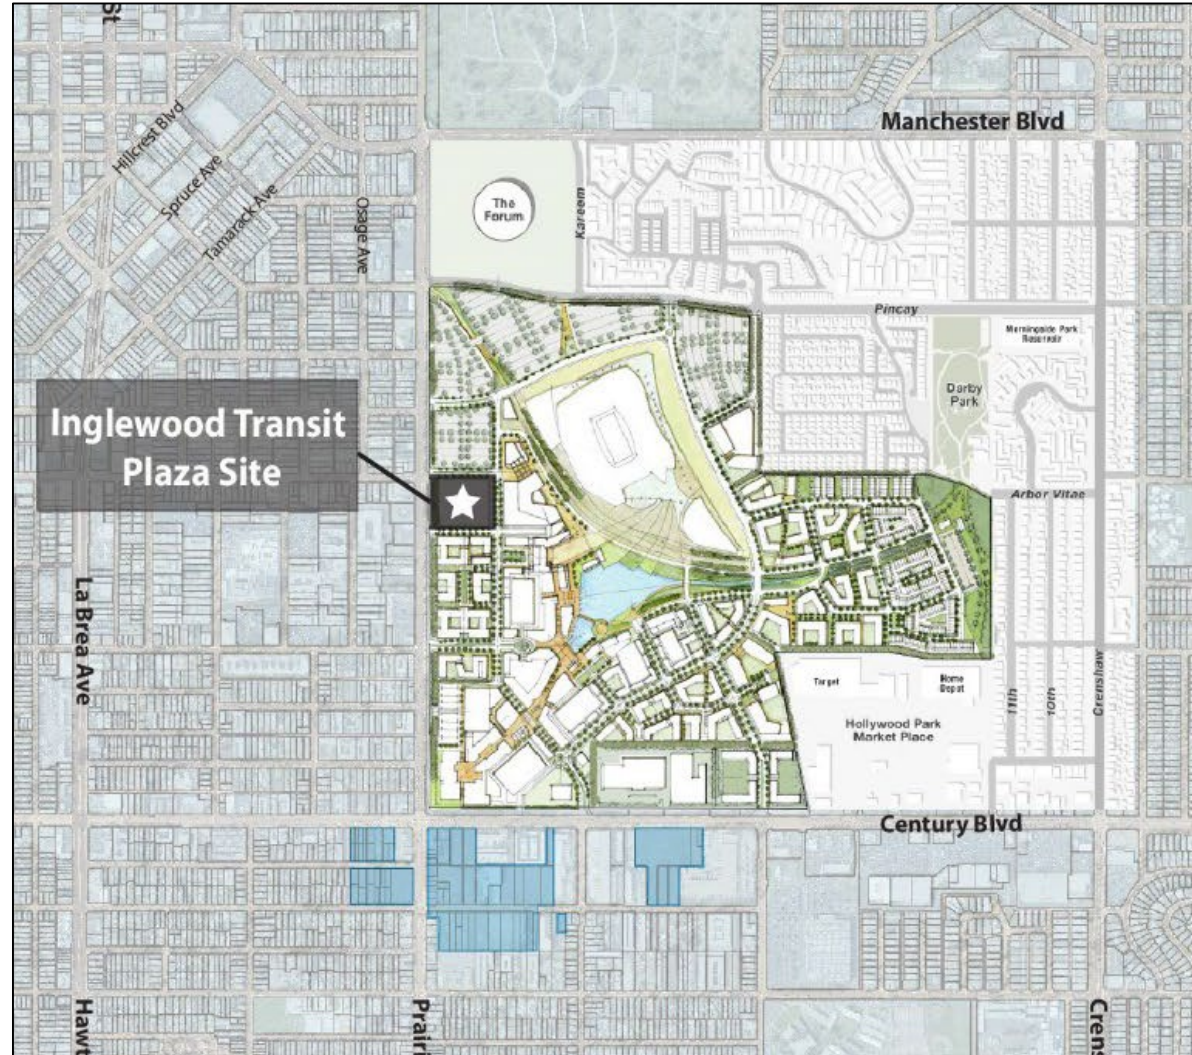 St
Manchester Blvd
Hillcrest Blvd
Spruce Ave
Tamarack Ave
Osage Ave
The
Forum
Kareem
Pincay
Morningside Park
Reservoir
Darby
Park
Inglewood Transit
Plaza Site
Arbor Vitae
La Brea Ave
Target
Home
Depot
Hollywood Park
Market Place
11th
10th
Crenshaw
Century Blvd
Hawt
Prairi
Cren